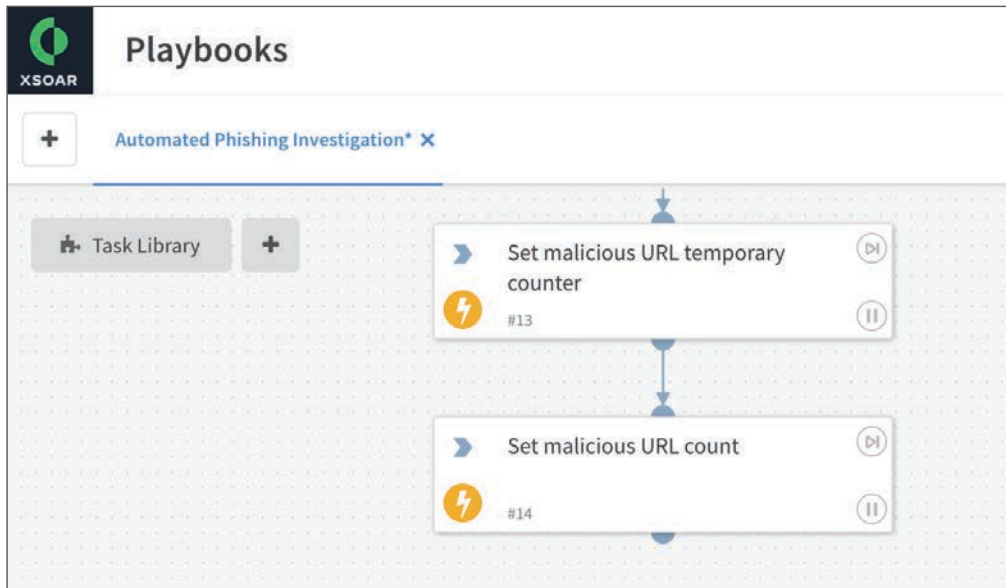 XSOAR
Playbooks
Automated Phishing Investigation*
Task Library
Set malicious URL temporary
counter
#13
Set malicious URL count
#14